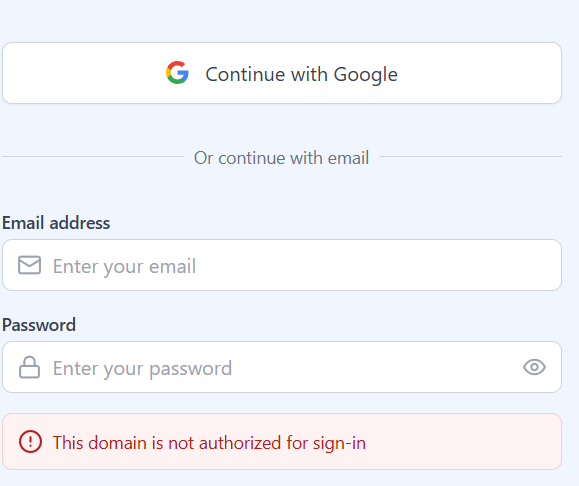 Continue with Google
Or continue with email
Email address
Enter your email
Password
Enter your password
This domain is not authorized for sign-in